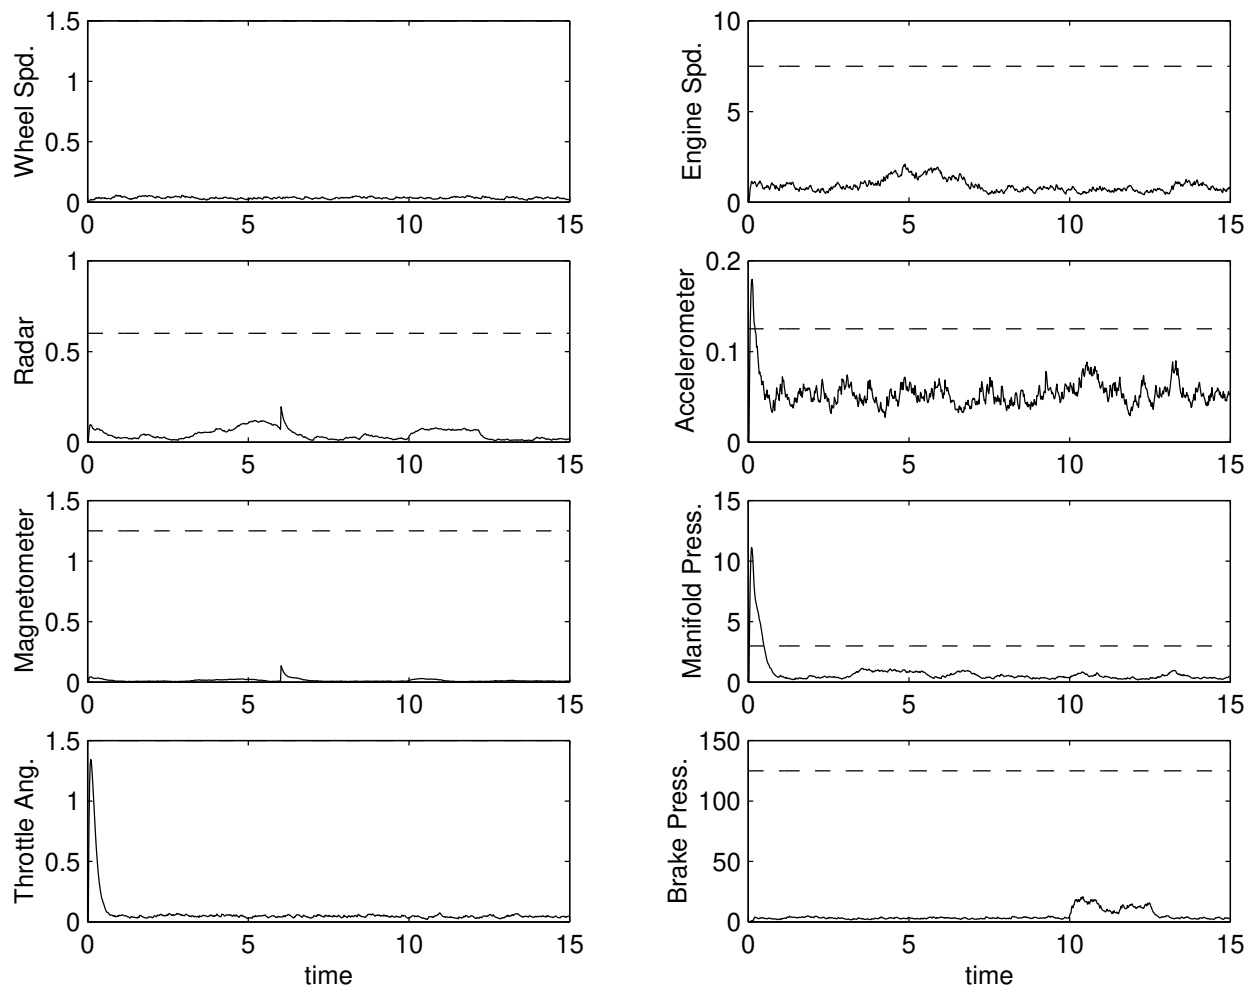 Wheel Spd.
1.5
1
0.5
0
0 5 10 15
Engine Spd.
10
5
0
0 5 10 15
Radar
1
0.5
0
0 5 10 15
Accelerometer
0.2
0.1
0
0 5 10 15
Magnetometer
1.5
1
0.5
0
0 5 10 15
Manifold Press.
15
10
5
0
0 5 10 15
Throttle Ang.
1.5
1
0.5
0
0 5 10 15
time
Brake Press.
150
100
50
0
0 5 10 15
time